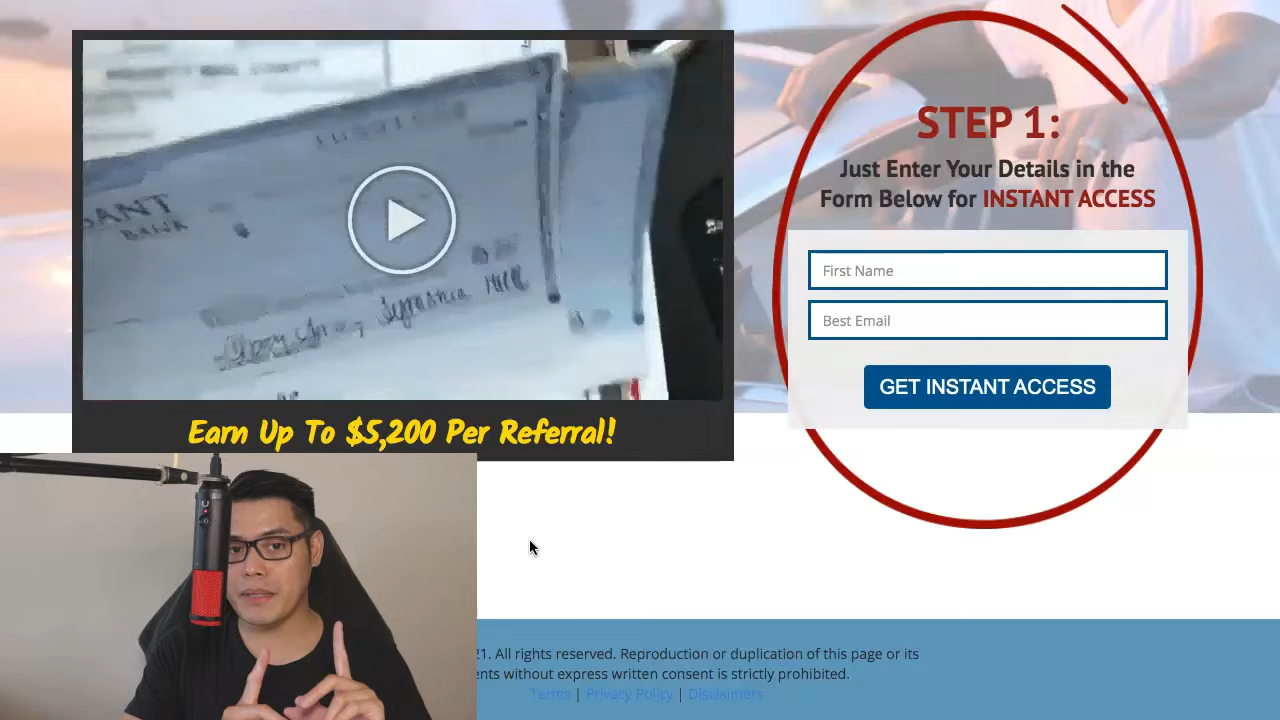 SANT
BANK
Earn Up To $5,200 Per Referral!
STEP 1:
Just Enter Your Details in the
Form Below for INSTANT ACCESS
First Name
Best Email
GET INSTANT ACCESS
21. All rights reserved. Reproduction or duplication of this page or its
ents without express written consent is strictly prohibited.
Terms | Privacy Policy | Disclaimers